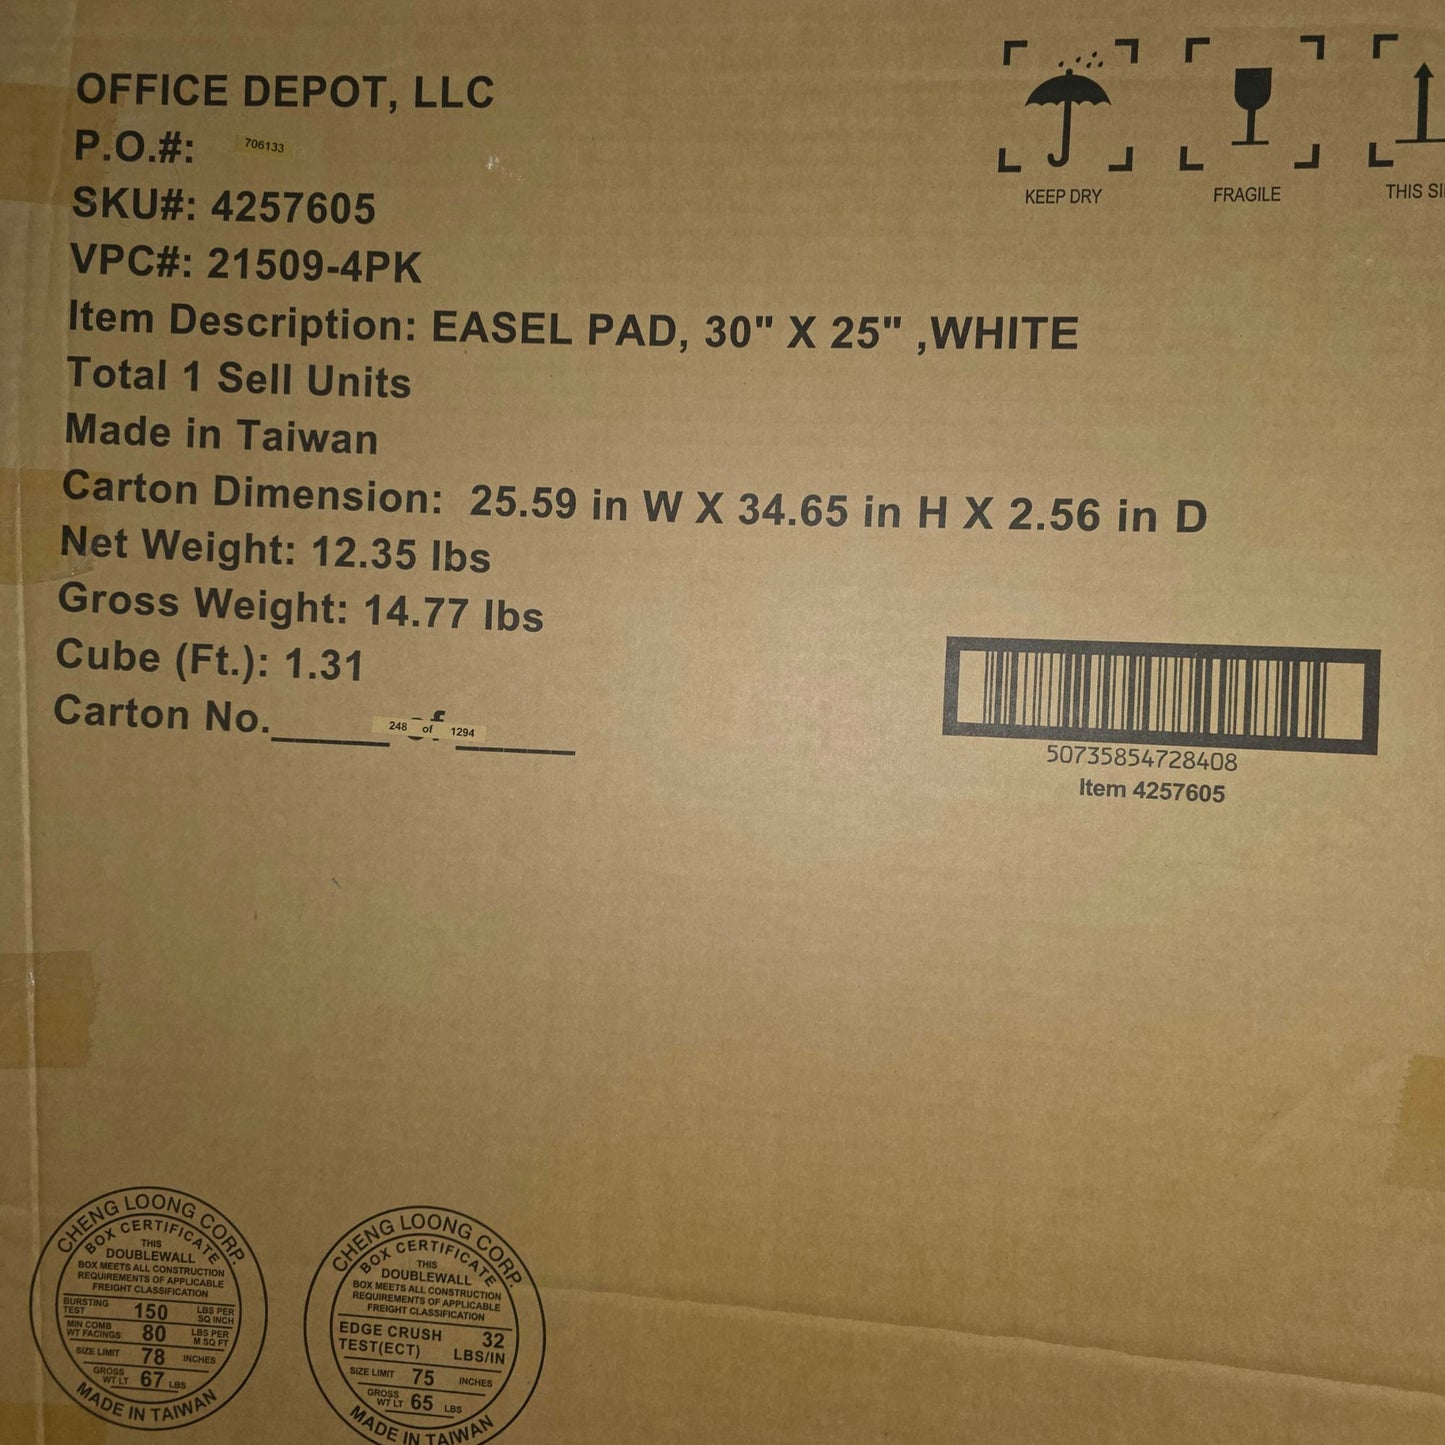 OFFICE DEPOT, LLC
P.O.#: 706133
SKU#: 4257605
VPC#: 21509-4PK
Item Description: EASEL PAD, 30" X 25" ,WHITE
Total 1 Sell Units
Made in Taiwan
Carton Dimension: 25.59 in W X 34.65 in H X 2.56 in D
Net Weight: 12.35 lbs
Gross Weight: 14.77 lbs
Cube (Ft.): 1.31
Carton No. 248 of 1294
KEEP DRY
FRAGILE
THIS SI
50735854728408
Item 4257605
CHENG LOONG CORP.
BOX CERTIFICATE
THIS
DOUBLEWALL
BOX MEETS ALL CONSTRUCTION
REQUIREMENTS OF APPLICABLE
FREIGHT CLASSIFICATION
BURSTING TEST 150 LBS PER SQ INCH
MIN COMB WT FACINGS 80 LBS PER M SQ FT
SIZE LIMIT 78 INCHES
GROSS WT LT 67 LBS
MADE IN TAIWAN
CHENG LOONG CORP.
BOX CERTIFICATE
THIS
DOUBLEWALL
BOX MEETS ALL CONSTRUCTION
REQUIREMENTS OF APPLICABLE
FREIGHT CLASSIFICATION
EDGE CRUSH TEST(ECT) 32 LBS/IN
SIZE LIMIT 75 INCHES
GROSS WT LT 65 LBS
MADE IN TAIWAN